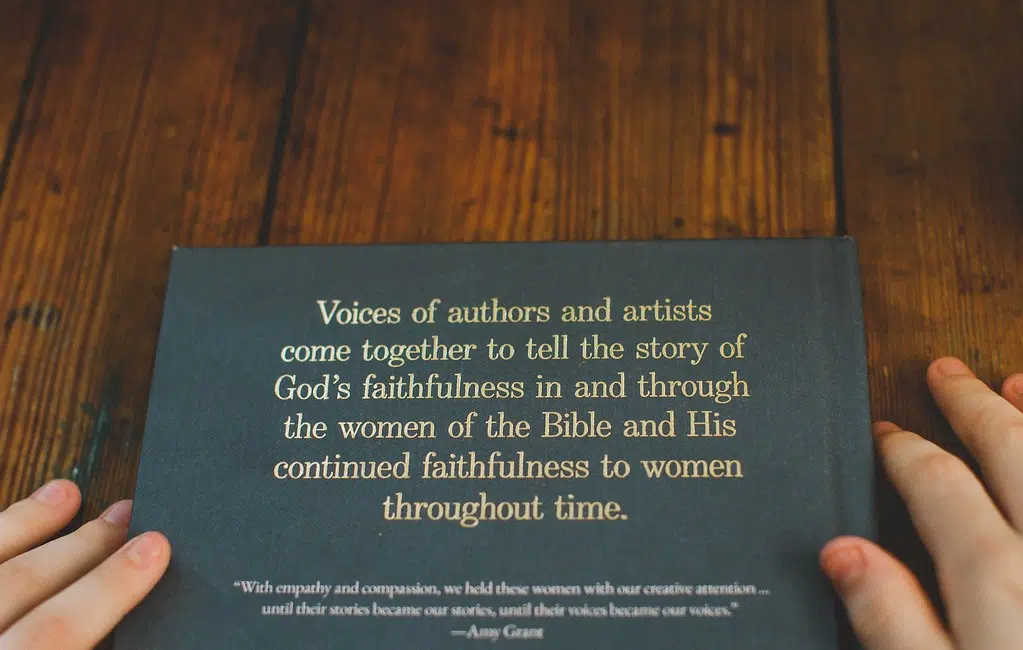 Voices of authors and artists
come together to tell the story of
God’s faithfulness in and through
the women of the Bible and His
continued faithfulness to women
throughout time.
“With empathy and compassion, we held these women with our creative attention ...
until their stories became our stories, until their voices became our voices.”
—Amy Grant